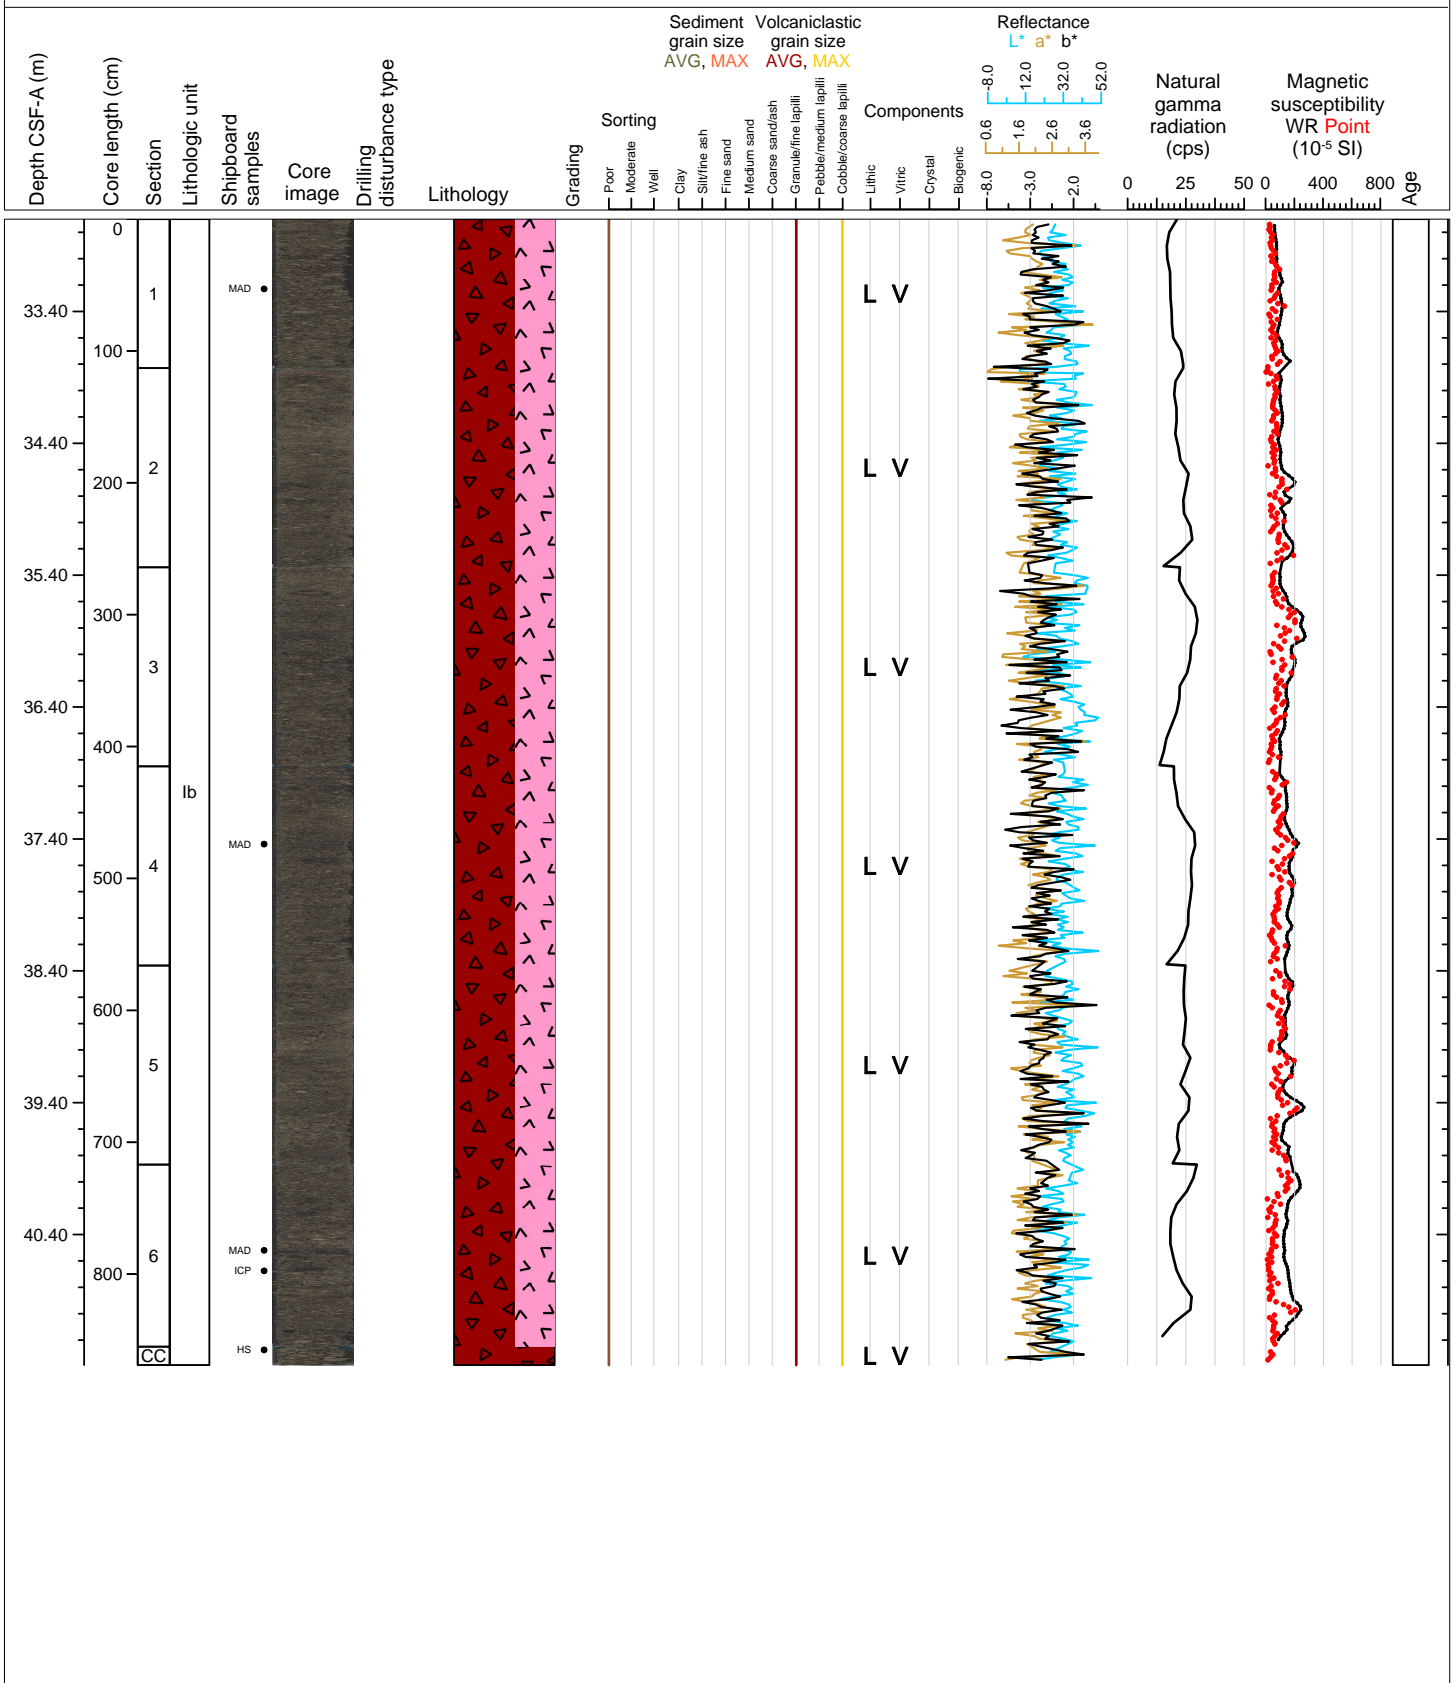 Depth CSF-A (m)
Core length (cm)
Section
Lithologic unit
Shipboard
samples
Core
image
Drilling
disturbance type
Lithology
Grading
Sorting
Poor
Moderate
Well
Sediment
grain size
AVG, MAX
Volcaniclastic
grain size
AVG, MAX
Clay
Silt/fine ash
Fine sand
Medium sand
Coarse sand/ash
Granule/fine lapilli
Pebble/medium lapilli
Cobble/coarse lapilli
Components
Lithic
Vitric
Crystal
Biogenic
Reflectance
L* a* b*
-8.0 12.0 32.0 52.0
0.6 1.6 2.6 3.6
-8.0 -3.0 2.0
Natural
gamma
radiation
(cps)
0 25 50
Magnetic
susceptibility
WR Point
(10-5 SI)
0 400 800
Age
0
MAD
1
L V
33.40
100
34.40
2
L V
200
35.40
300
3
L V
36.40
400
Ib
37.40
MAD
4
L V
500
38.40
600
5
L V
39.40
700
40.40
MAD
6
L V
ICP
800
HS
CC
L V